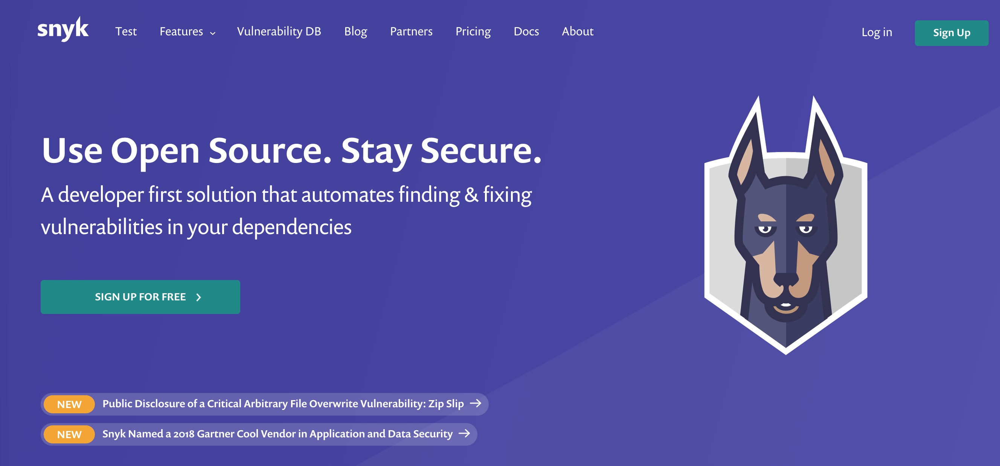 snyk
Test Features Vulnerability DB Blog Partners Pricing Docs About
Log in Sign Up
Use Open Source. Stay Secure.
A developer first solution that automates finding & fixing
vulnerabilities in your dependencies
SIGN UP FOR FREE
NEW Public Disclosure of a Critical Arbitrary File Overwrite Vulnerability: Zip Slip →
NEW Snyk Named a 2018 Gartner Cool Vendor in Application and Data Security →